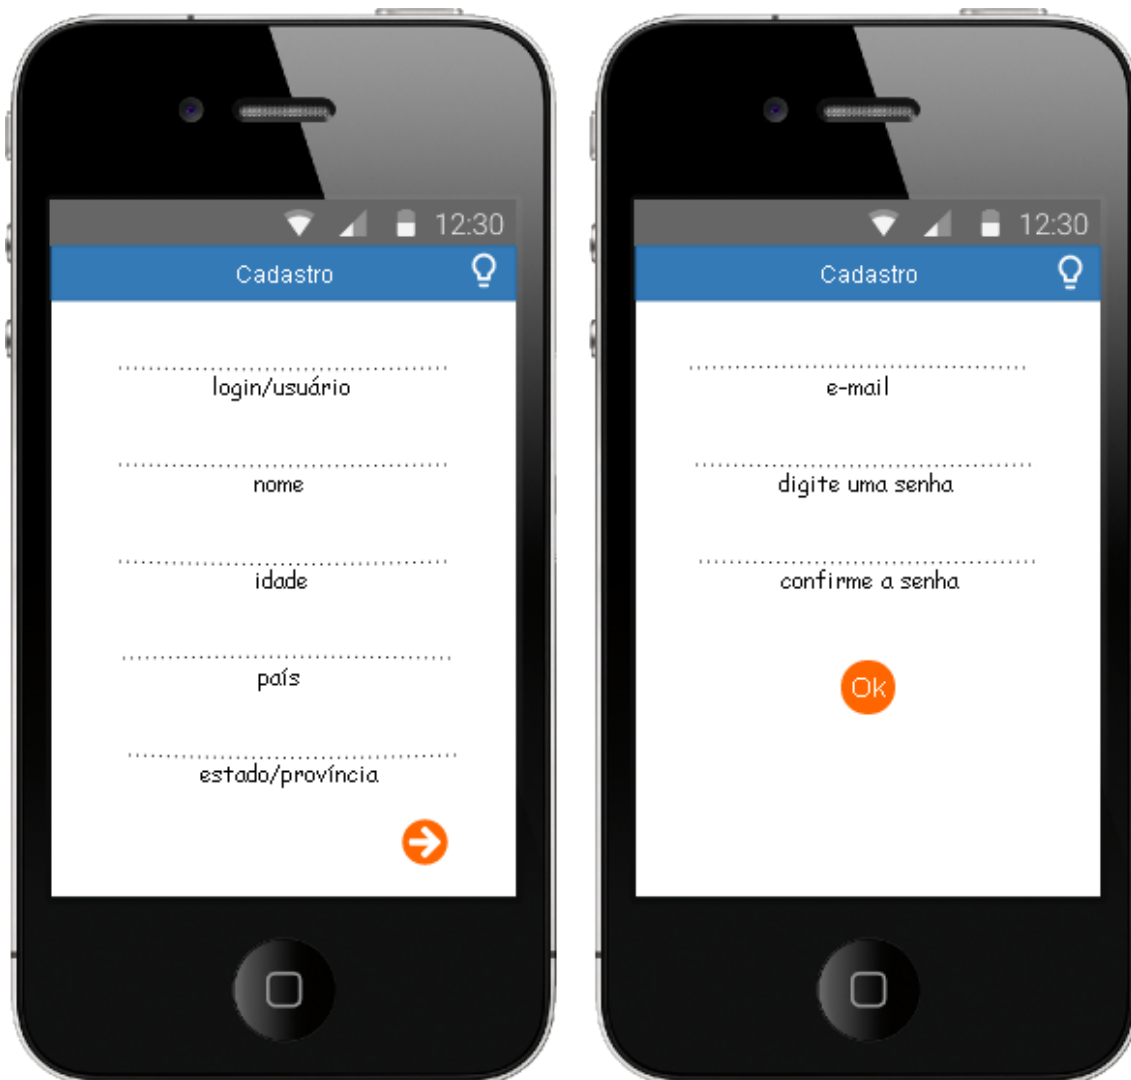 12:30
Cadastro
login/usuário
nome
idade
país
estado/província
12:30
Cadastro
e-mail
digite uma senha
confirme a senha
Ok